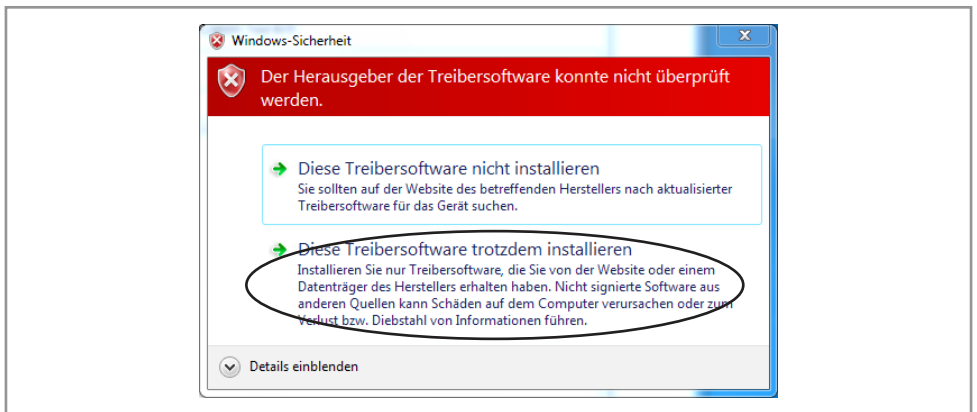 Windows-Sicherheit
Der Herausgeber der Treibersoftware konnte nicht überprüft
werden.
Diese Treibersoftware nicht installieren
Sie sollten auf der Website des betreffenden Herstellers nach aktualisierter
Treibersoftware für das Gerät suchen.
Diese Treibersoftware trotzdem installieren
Installieren Sie nur Treibersoftware, die Sie von der Website oder einem
Datenträger des Herstellers erhalten haben. Nicht signierte Software aus
anderen Quellen kann Schäden auf dem Computer verursachen oder zum
Verlust bzw. Diebstahl von Informationen führen.
Details einblenden